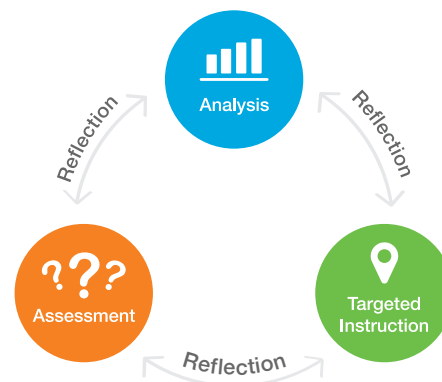 Analysis
Reflection
Reflection
? ? ?
Assessment
Targeted
Instruction
Reflection